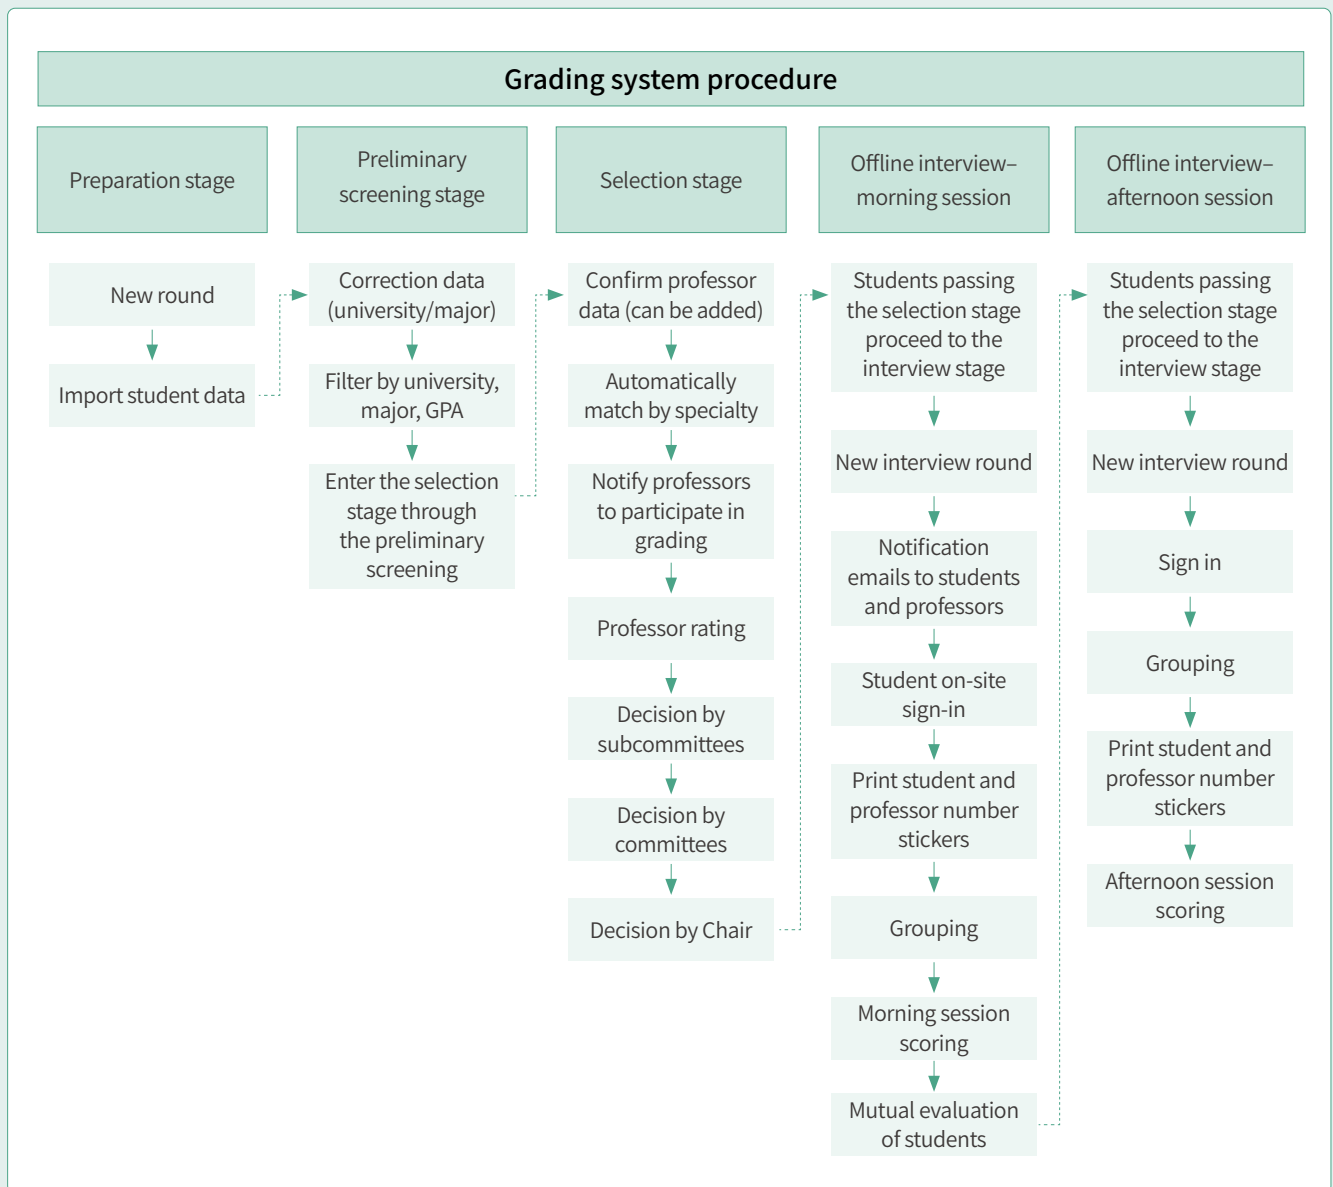 Grading system procedure
Preparation stage
New round
Import student data
Preliminary
screening stage
Correction data
(university/major)
Filter by university,
major, GPA
Enter the selection
stage through
the preliminary
screening
Selection stage
Confirm professor
data (can be added)
Automatically
match by specialty
Notify professors
to participate in
grading
Professor rating
Decision by
subcommittees
Decision by
committees
Decision by Chair
Offline interview–
morning session
Students passing
the selection stage
proceed to the
interview stage
New interview round
Notification
emails to students
and professors
Student on-site
sign-in
Print student and
professor number
stickers
Grouping
Morning session
scoring
Mutual evaluation
of students
Offline interview–
afternoon session
Students passing
the selection stage
proceed to the
interview stage
New interview round
Sign in
Grouping
Print student and
professor number
stickers
Afternoon session
scoring